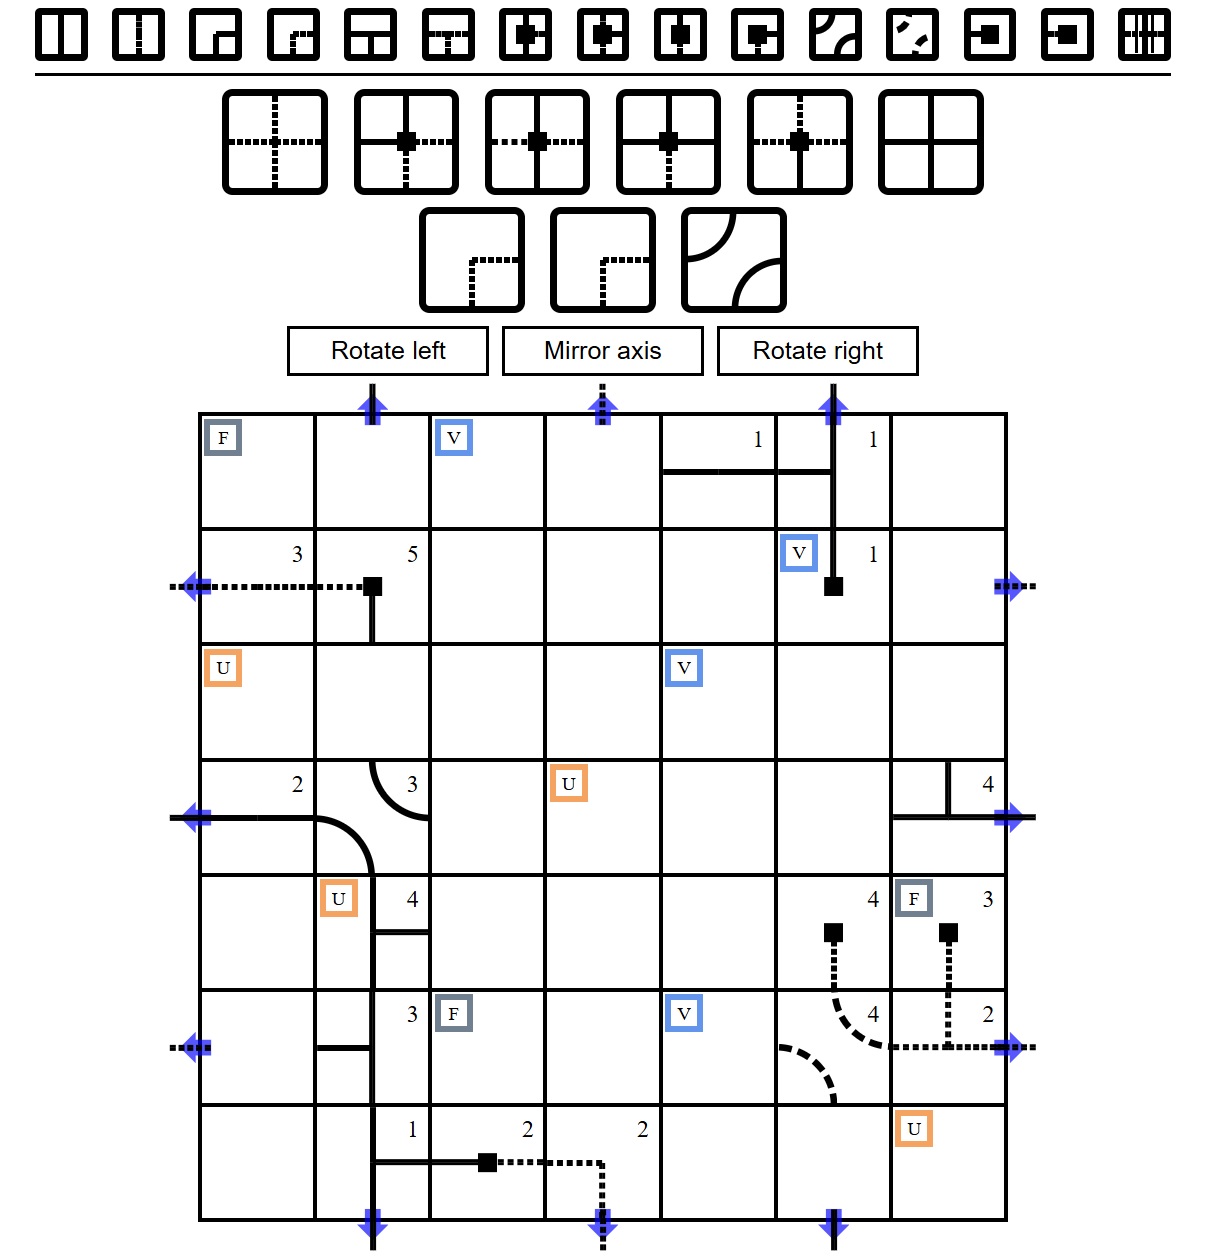 Rotate left Mirror axis Rotate right
F V 1 1
3 5 V 1
U V
2 3 U 4
U 4 4 F 3
3 F V 4 2
1 2 2 U